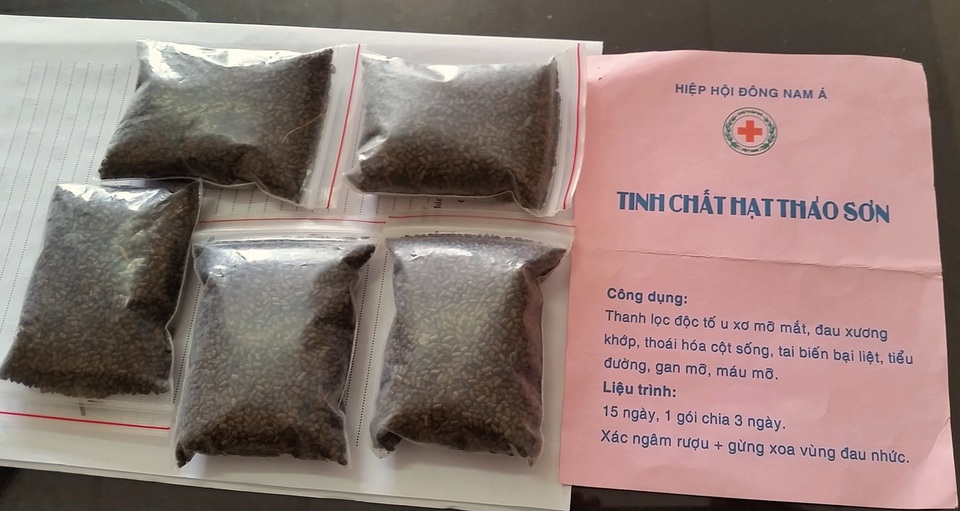 HIỆP HỘI ĐÔNG NAM Á
TINH CHẤT HẠT THẢO SƠN
Công dụng:
Thanh lọc độc tố u xơ mỡ mắt, đau xương
khớp, thoái hóa cột sống, tai biến bại liệt, tiểu
đường, gan mỡ, máu mỡ.
Liệu trình:
15 ngày, 1 gói chia 3 ngày.
Xác ngâm rượu + gừng xoa vùng đau nhức.